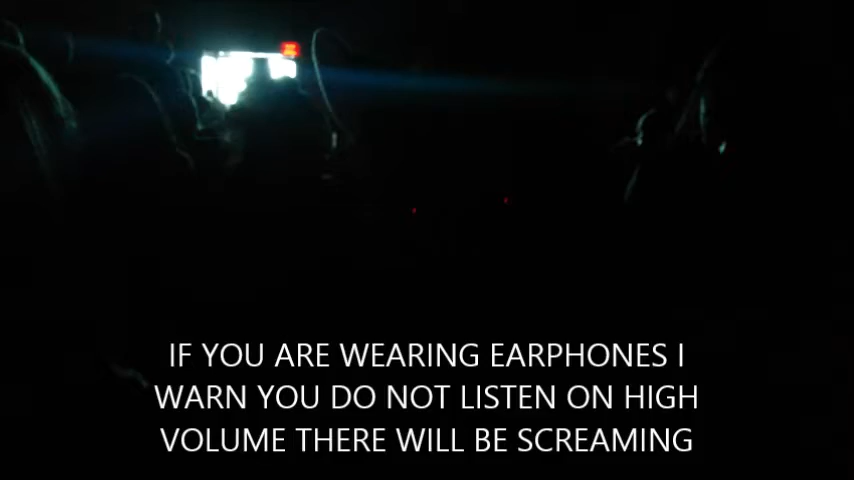 IF YOU ARE WEARING EARPHONES I
WARN YOU DO NOT LISTEN ON HIGH
VOLUME THERE WILL BE SCREAMING